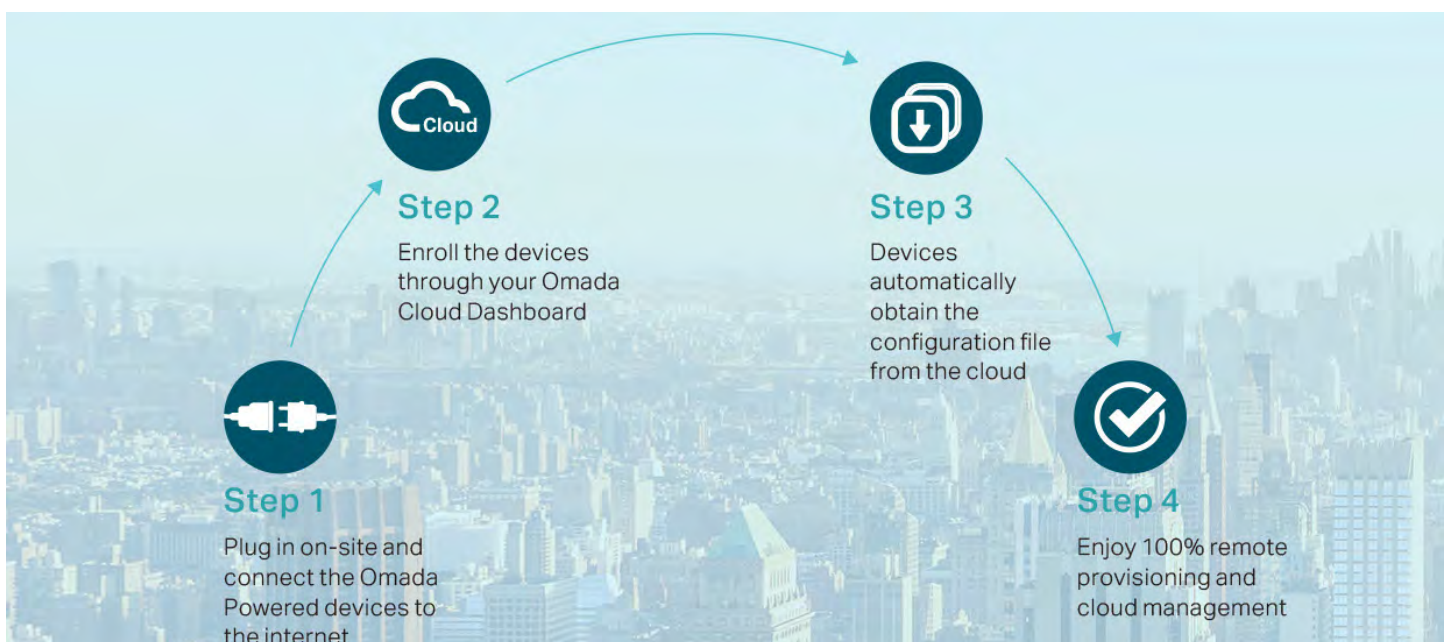 Cloud
Step 2
Enroll the devices
through your Omada
Cloud Dashboard
Step 3
Devices
automatically
obtain the
configuration file
from the cloud
Step 1
Plug in on-site and
connect the Omada
Powered devices to
the internet
Step 4
Enjoy 100% remote
provisioning and
cloud management